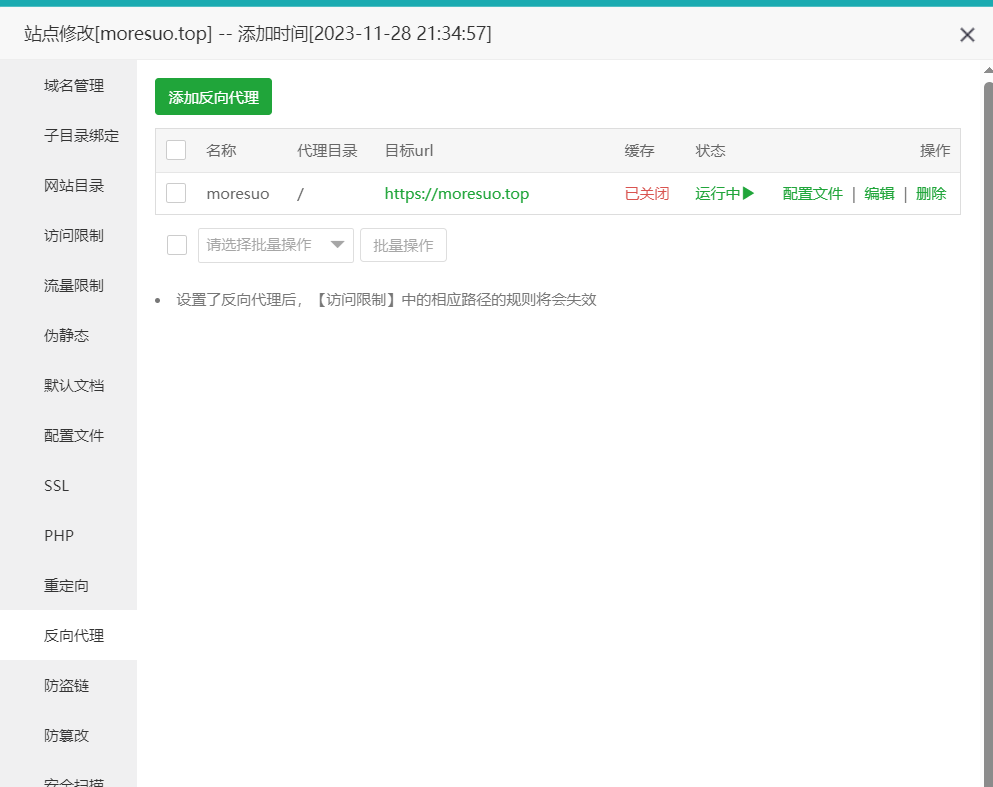 站点修改[moresuo.top] -- 添加时间[2023-11-28 21:34:57]
域名管理
子目录绑定
网站目录
访问限制
流量限制
伪静态
默认文档
配置文件
SSL
PHP
重定向
反向代理
防盗链
防篡改
安全扫描
添加反向代理
名称 代理目录 目标url 缓存 状态 操作
moresuo / https://moresuo.top 已关闭 运行中 配置文件 | 编辑 | 删除
请选择批量操作 批量操作
设置了反向代理后，【访问限制】中的相应路径的规则将会失效